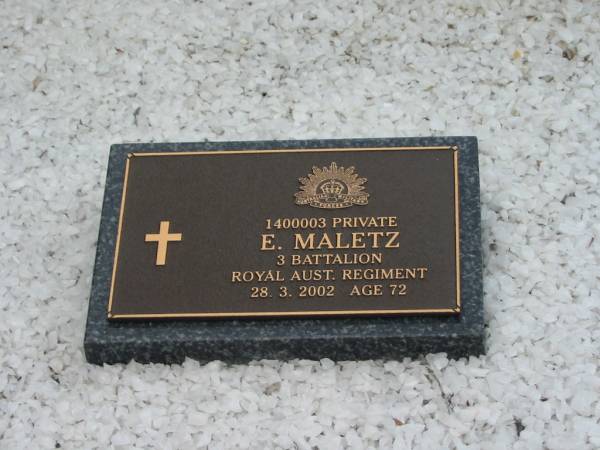 1400003 PRIVATE
E. MALETZ
3 BATTALION
ROYAL AUST. REGIMENT
28. 3. 2002 AGE 72